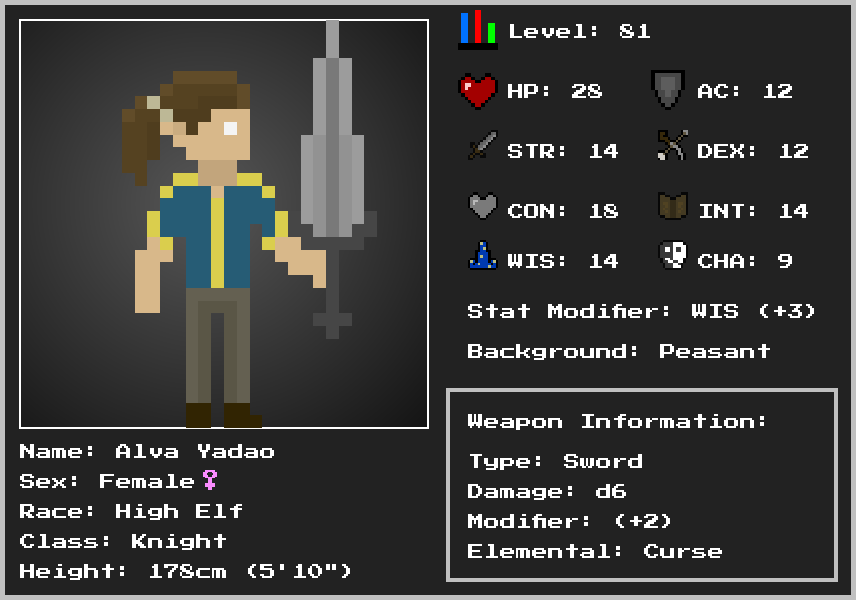 Level: 81
HP: 28 AC: 12
STR: 14 DEX: 12
CON: 18 INT: 14
WIS: 14 CHA: 9
Stat Modifier: WIS (+3)
Background: Peasant
Weapon Information:
Type: Sword
Damage: d6
Modifier: (+2)
Elemental: Curse
Name: Alva Yadao
Sex: Female♀
Race: High Elf
Class: Knight
Height: 178cm (5'10")